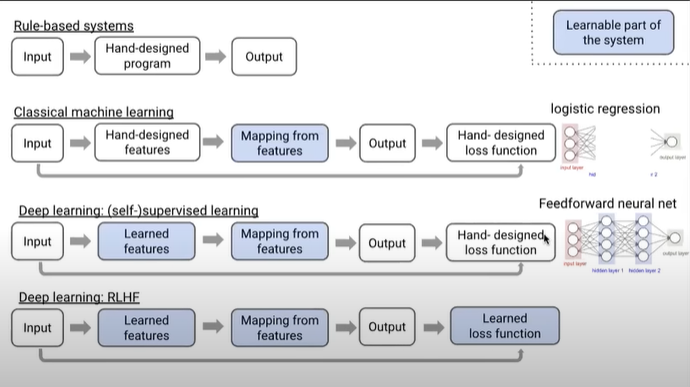 Rule-based systems
Input
Hand-designed
program
Output
Learnable part of
the system
Classical machine learning
Input
Hand-designed
features
Mapping from
features
Output
Hand- designed
loss function
logistic regression
input layer
output layer
Deep learning: (self-)supervised learning
Input
Learned
features
Mapping from
features
Output
Hand- designed
loss function
Feedforward neural net
input layer
hidden layer 1
hidden layer 2
output layer
Deep learning: RLHF
Input
Learned
features
Mapping from
features
Output
Learned
loss function